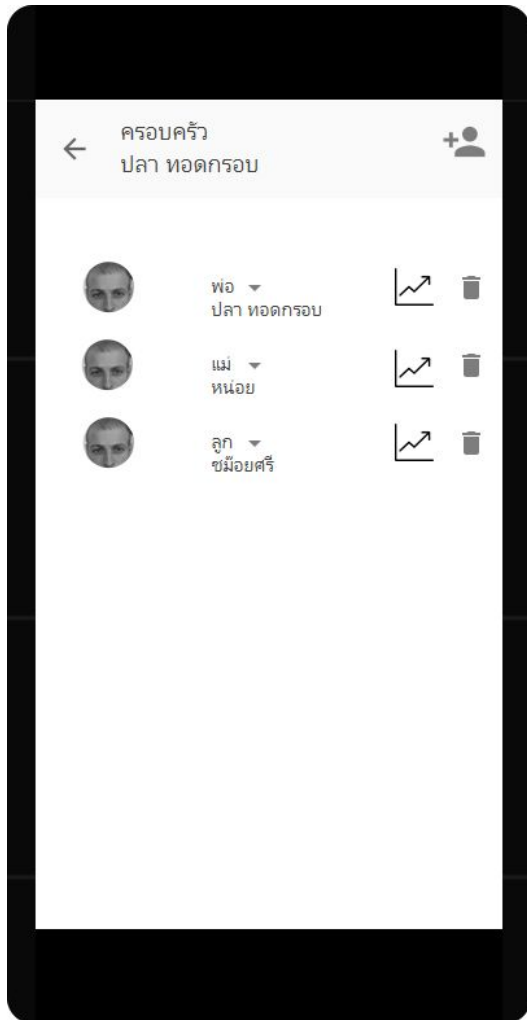 ครอบครัว
ปลา ทอดกรอบ
พ่อ
ปลา ทอดกรอบ
แม่
หน่อย
ลูก
ซม๊อยศรี